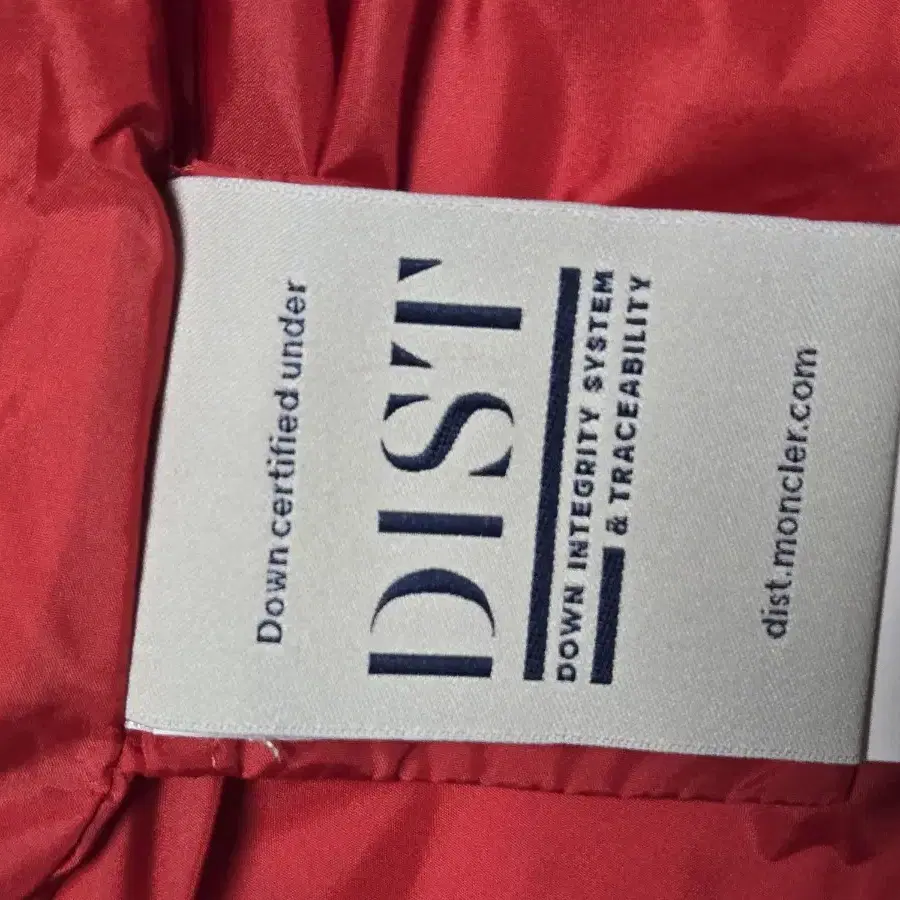 Down certified under
DIST
DOWN INTEGRITY SYSTEM
& TRACEABILITY
dist.moncler.com